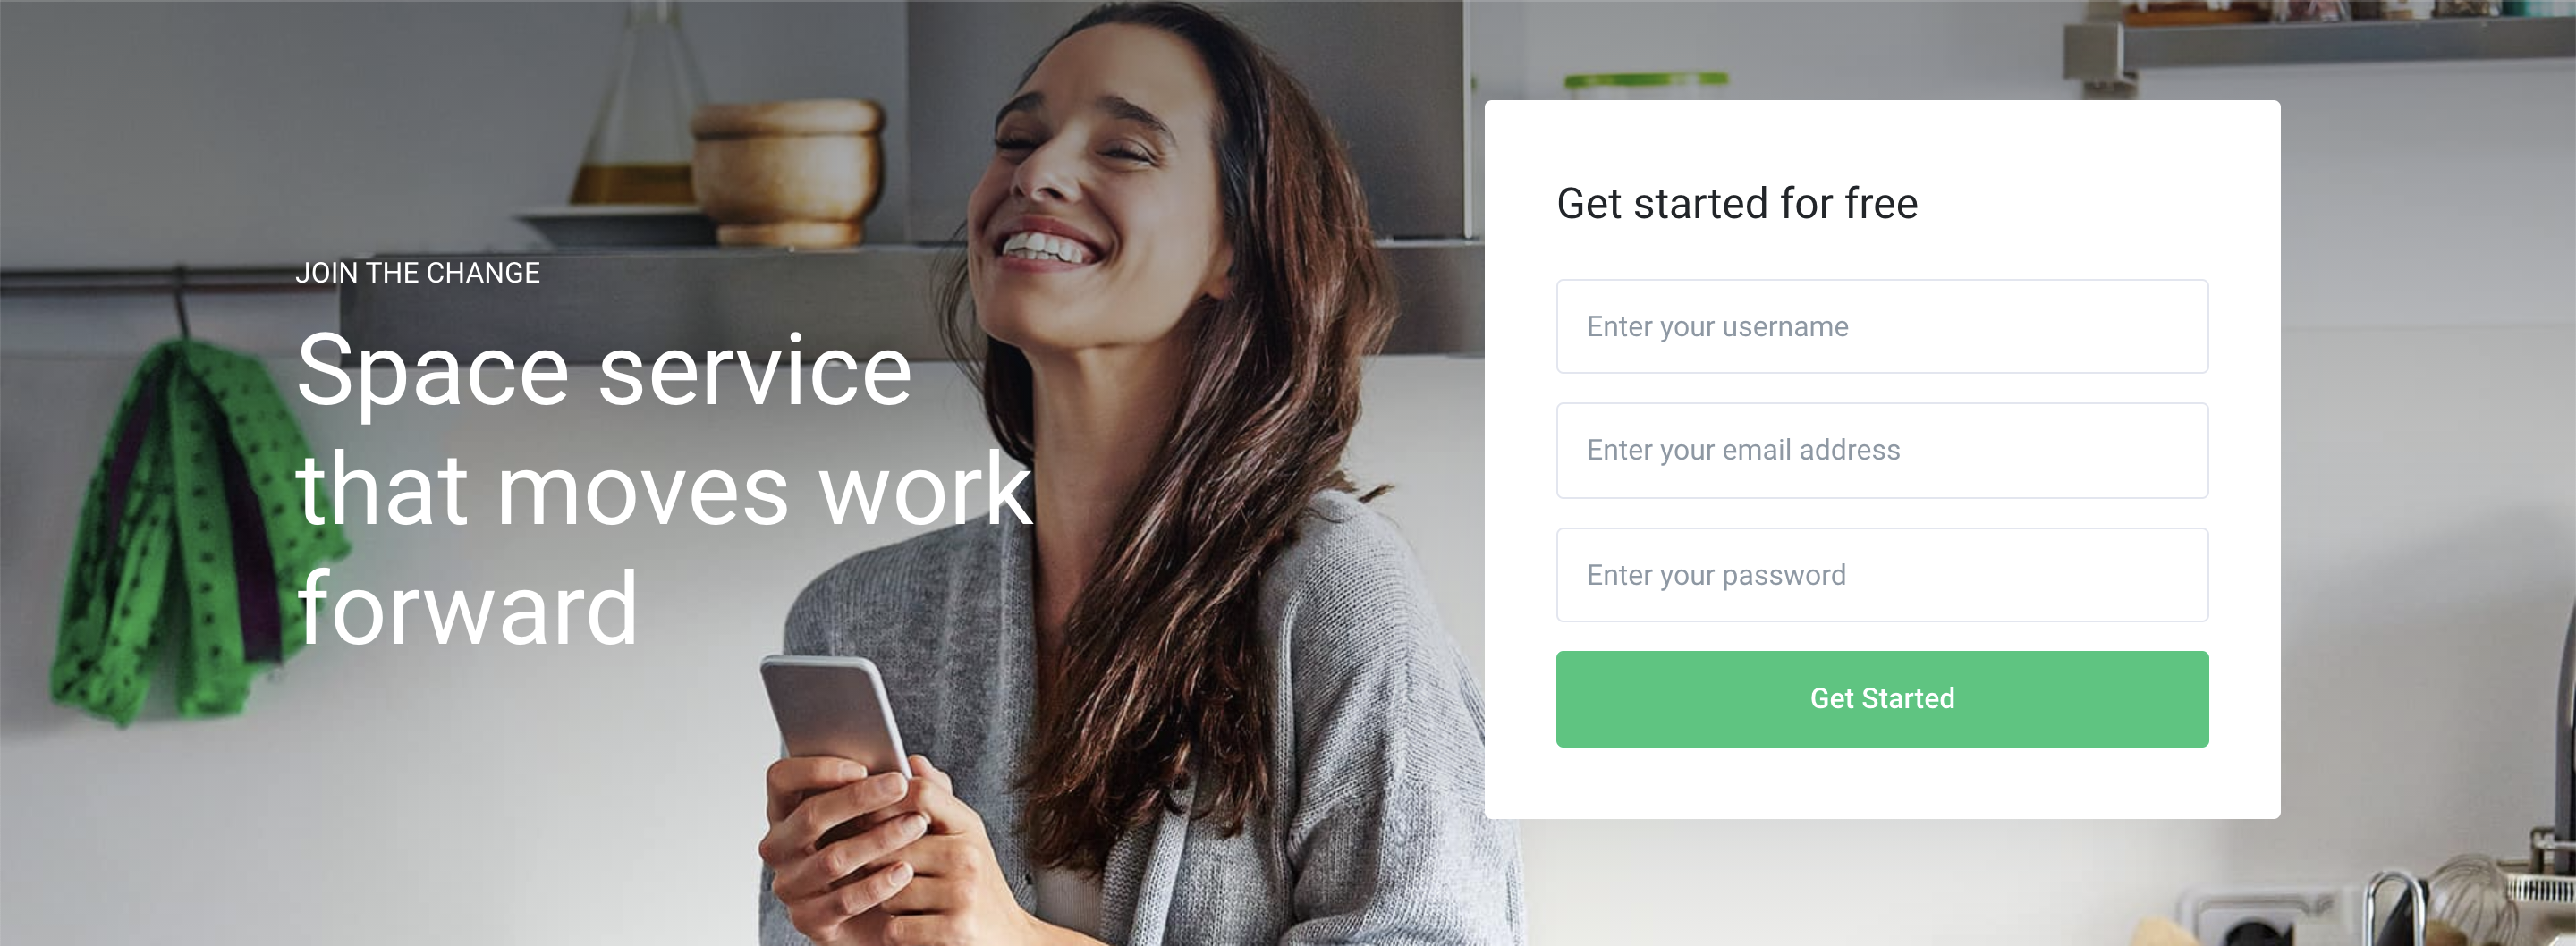 JOIN THE CHANGE
Space service
that moves work
forward
Get started for free
Enter your username
Enter your email address
Enter your password
Get Started